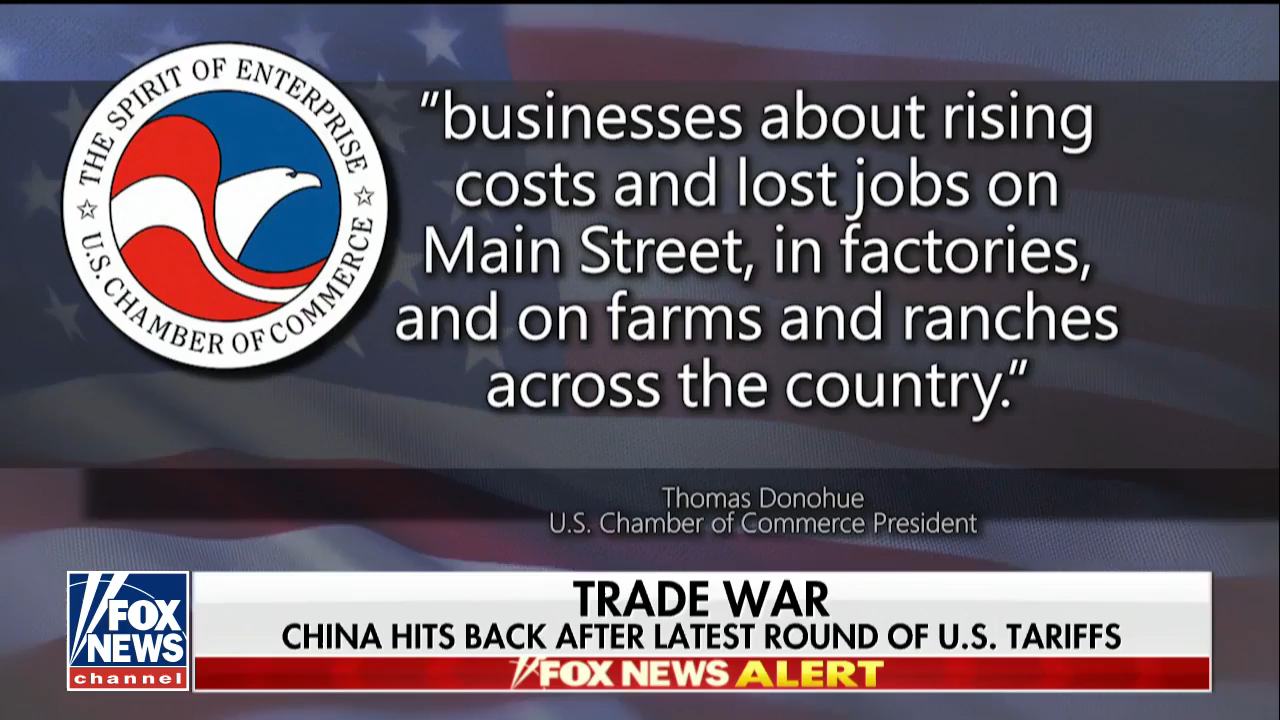 THE SPIRIT OF ENTERPRISE
U.S. CHAMBER OF COMMERCE
"businesses about rising
costs and lost jobs on
Main Street, in factories,
and on farms and ranches
across the country."
Thomas Donohue
U.S. Chamber of Commerce President
FOX
NEWS
channel
TRADE WAR
CHINA HITS BACK AFTER LATEST ROUND OF U.S. TARIFFS
FOX NEWS ALERT